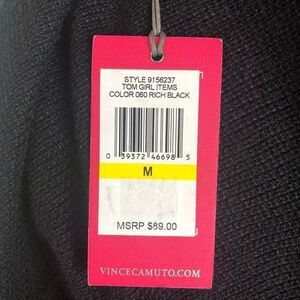 STYLE 9156237
TOM GIRL ITEMS
COLOR 060 RICH BLACK
0 39372 46698 5
M
MSRP $89.00
VINCECAMUTO.COM